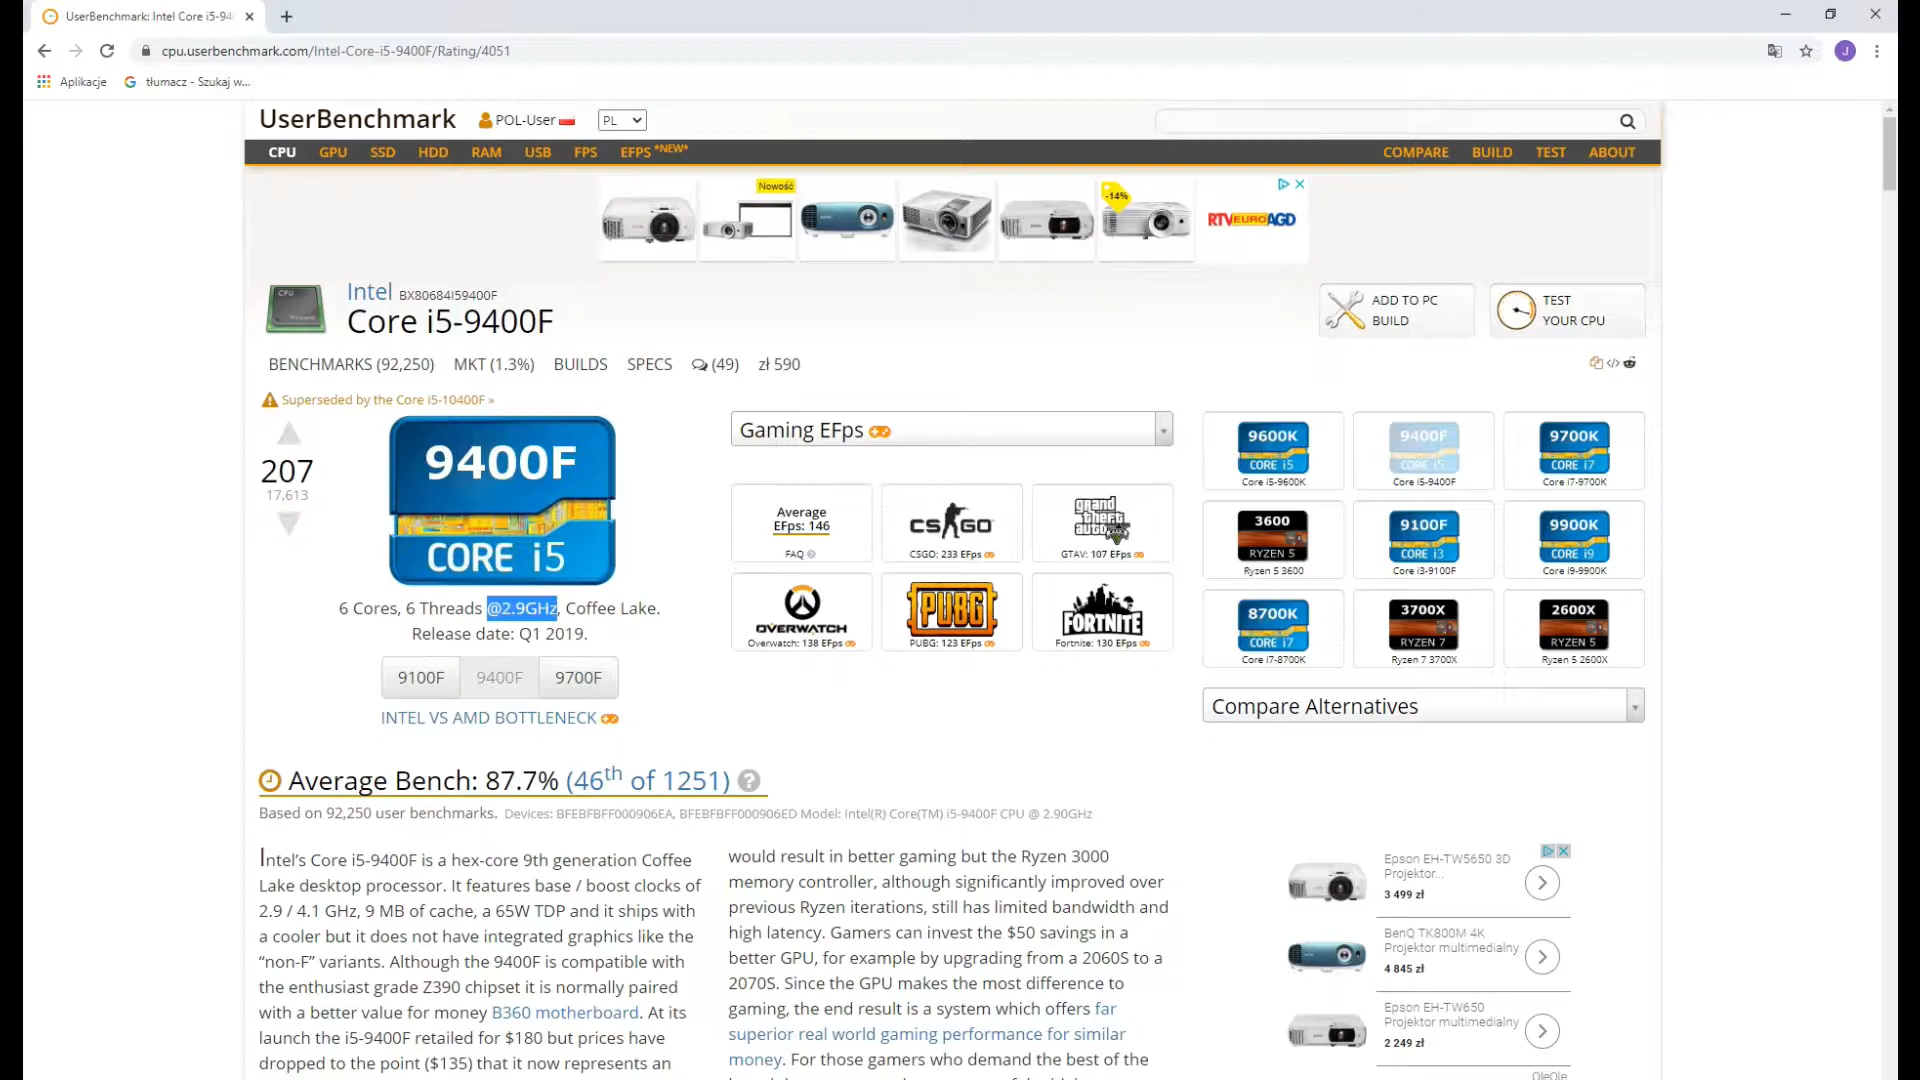 UserBenchmark: Intel Core i5-940
cpu.userbenchmark.com/Intel-Core-i5-9400F/Rating/4051
J
Aplikacje
tłumacz - Szukaj w...
UserBenchmark
POL-User
PL
CPU
GPU
SSD
HDD
RAM
USB
FPS
EFPS *NEW*
COMPARE
BUILD
TEST
ABOUT
Nowość
-14%
RTV EURO AGD
CPU
Intel BX80684I59400F
Core i5-9400F
ADD TO PC
BUILD
TEST
YOUR CPU
BENCHMARKS (92,250)
MKT (1.3%)
BUILDS
SPECS
(49)
zł 590
Superseded by the Core i5-10400F »
207
17,613
9400F
CORE i5
6 Cores, 6 Threads @2.9GHz, Coffee Lake.
Release date: Q1 2019.
9100F
9400F
9700F
INTEL VS AMD BOTTLENECK
Gaming EFps
Average
EFps: 146
FAQ
CS:GO
CSGO: 233 EFps
grand
theft
auto
GTAV: 107 EFps
OVERWATCH
Overwatch: 138 EFps
PUBG
PUBG: 123 EFps
FORTNITE
Fortnite: 130 EFps
9600K
CORE i5
Core i5-9600K
9400F
CORE i5
Core i5-9400F
9700K
CORE i7
Core i7-9700K
3600
RYZEN 5
Ryzen 5 3600
9100F
CORE i3
Core i3-9100F
9900K
CORE i9
Core i9-9900K
8700K
CORE i7
Core i7-8700K
3700X
RYZEN 7
Ryzen 7 3700X
2600X
RYZEN 5
Ryzen 5 2600X
Compare Alternatives
Average Bench: 87.7% (46th of 1251)
Based on 92,250 user benchmarks. Devices: BFEBFBFF000906EA, BFEBFBFF000906ED Model: Intel(R) Core(TM) i5-9400F CPU @ 2.90GHz
Intel's Core i5-9400F is a hex-core 9th generation Coffee
Lake desktop processor. It features base / boost clocks of
2.9 / 4.1 GHz, 9 MB of cache, a 65W TDP and it ships with
a cooler but it does not have integrated graphics like the
“non-F” variants. Although the 9400F is compatible with
the enthusiast grade Z390 chipset it is normally paired
with a better value for money B360 motherboard. At its
launch the i5-9400F retailed for $180 but prices have
dropped to the point ($135) that it now represents an
would result in better gaming but the Ryzen 3000
memory controller, although significantly improved over
previous Ryzen iterations, still has limited bandwidth and
high latency. Gamers can invest the $50 savings in a
better GPU, for example by upgrading from a 2060S to a
2070S. Since the GPU makes the most difference to
gaming, the end result is a system which offers far
superior real world gaming performance for similar
money. For those gamers who demand the best of the
Epson EH-TW5650 3D
Projektor...
3 499 zł
BenQ TK800M 4K
Projektor multimedialny
4 845 zł
Epson EH-TW650
Projektor multimedialny
2 249 zł
OleOle